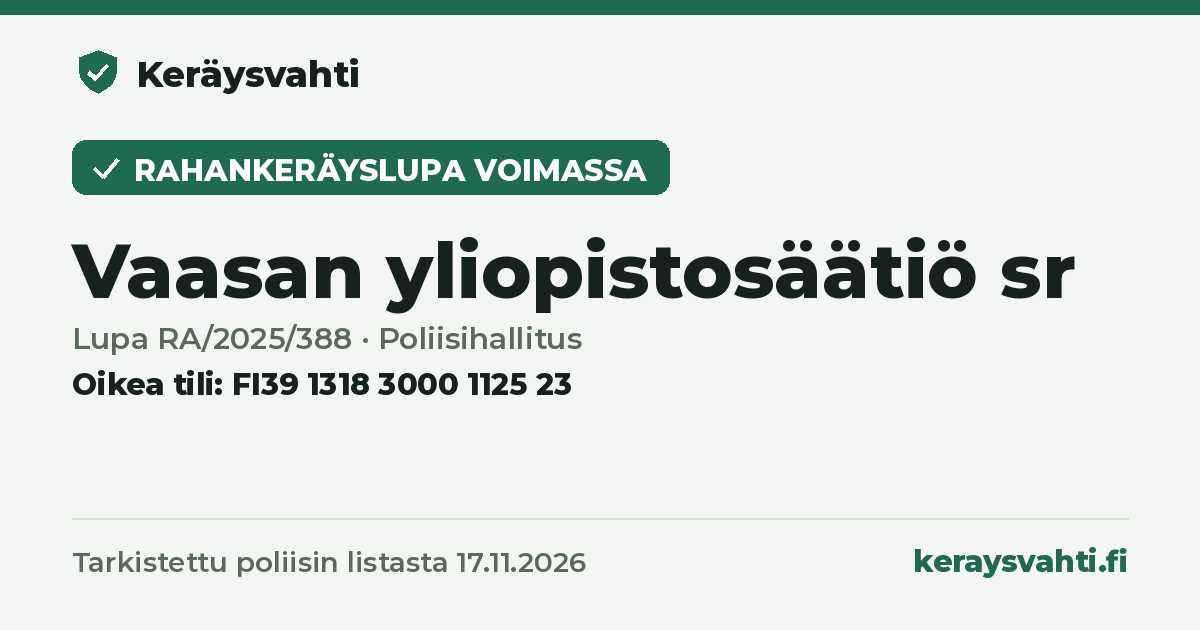 Keräysvahti
RAHANKERÄYSLUPA VOIMASSA
Vaasan yliopistosäätiö sr
Lupa RA/2025/388 · Poliisihallitus
Oikea tili: FI39 1318 3000 1125 23
Tarkistettu poliisin listasta 17.11.2026
keraysvahti.fi